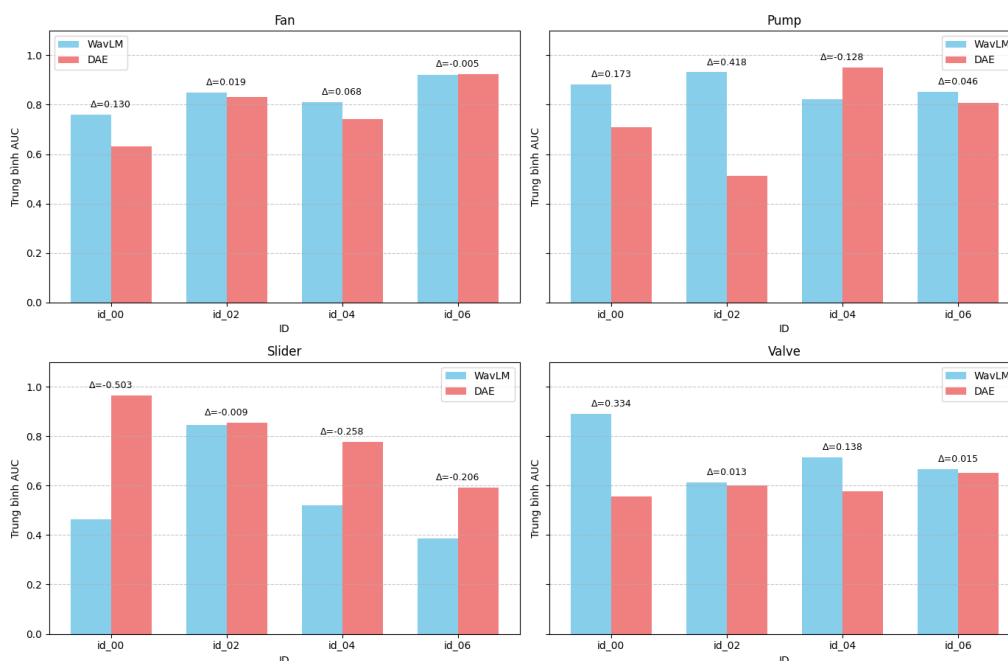 Fan
Trung bình AUC
1.0
0.8
0.6
0.4
0.2
0.0
WavLM
DAE
Δ=0.130
Δ=0.019
Δ=0.068
Δ=-0.005
id_00 id_02 id_04 id_06
ID
Pump
Trung bình AUC
WavLM
DAE
Δ=0.173
Δ=0.418
Δ=-0.128
Δ=0.046
id_00 id_02 id_04 id_06
ID
Slider
Trung bình AUC
1.0
0.8
0.6
0.4
0.2
0.0
WavLM
DAE
Δ=-0.503
Δ=-0.009
Δ=-0.258
Δ=-0.206
id_00 id_02 id_04 id_06
ID
Valve
Trung bình AUC
WavLM
DAE
Δ=0.334
Δ=0.013
Δ=0.138
Δ=0.015
id_00 id_02 id_04 id_06
ID